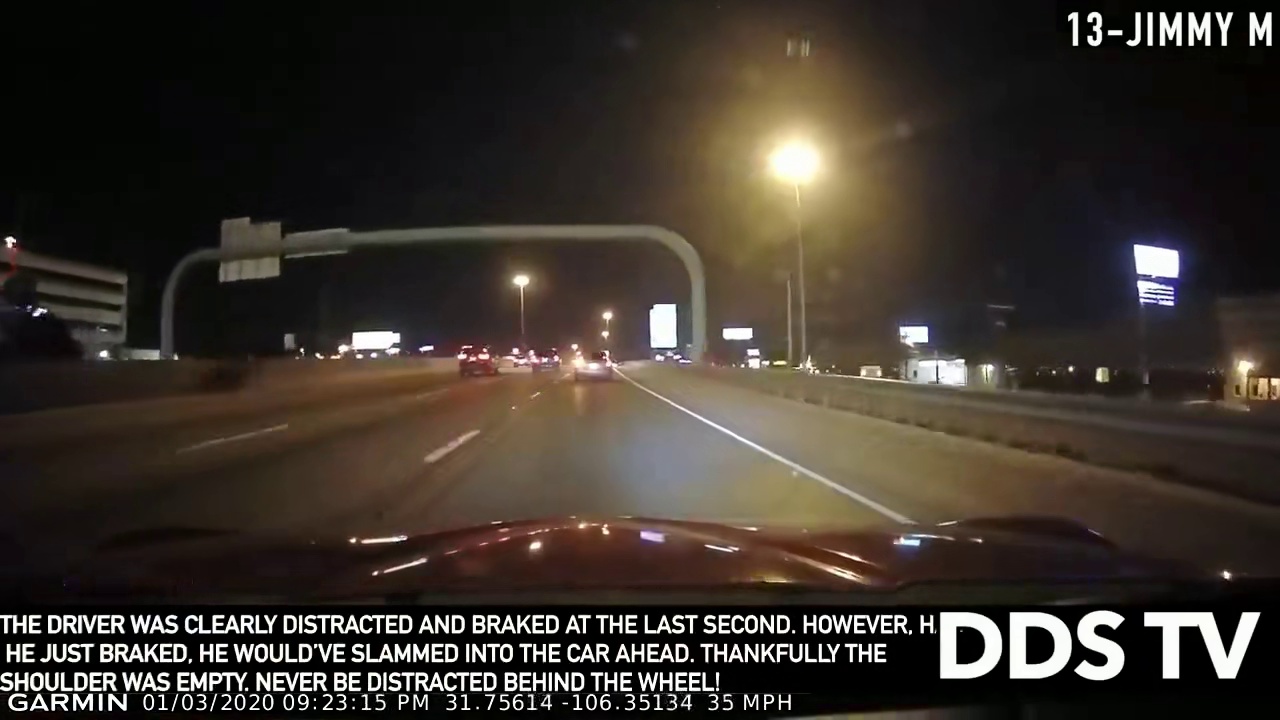 13-JIMMY M
THE DRIVER WAS CLEARLY DISTRACTED AND BRAKED AT THE LAST SECOND. HOWEVER, HA
HE JUST BRAKED, HE WOULD'VE SLAMMED INTO THE CAR AHEAD. THANKFULLY THE
SHOULDER WAS EMPTY. NEVER BE DISTRACTED BEHIND THE WHEEL!
DDS TV
GARMIN 01/03/2020 09:23:15 PM 31.75614 -106.35134 35 MPH